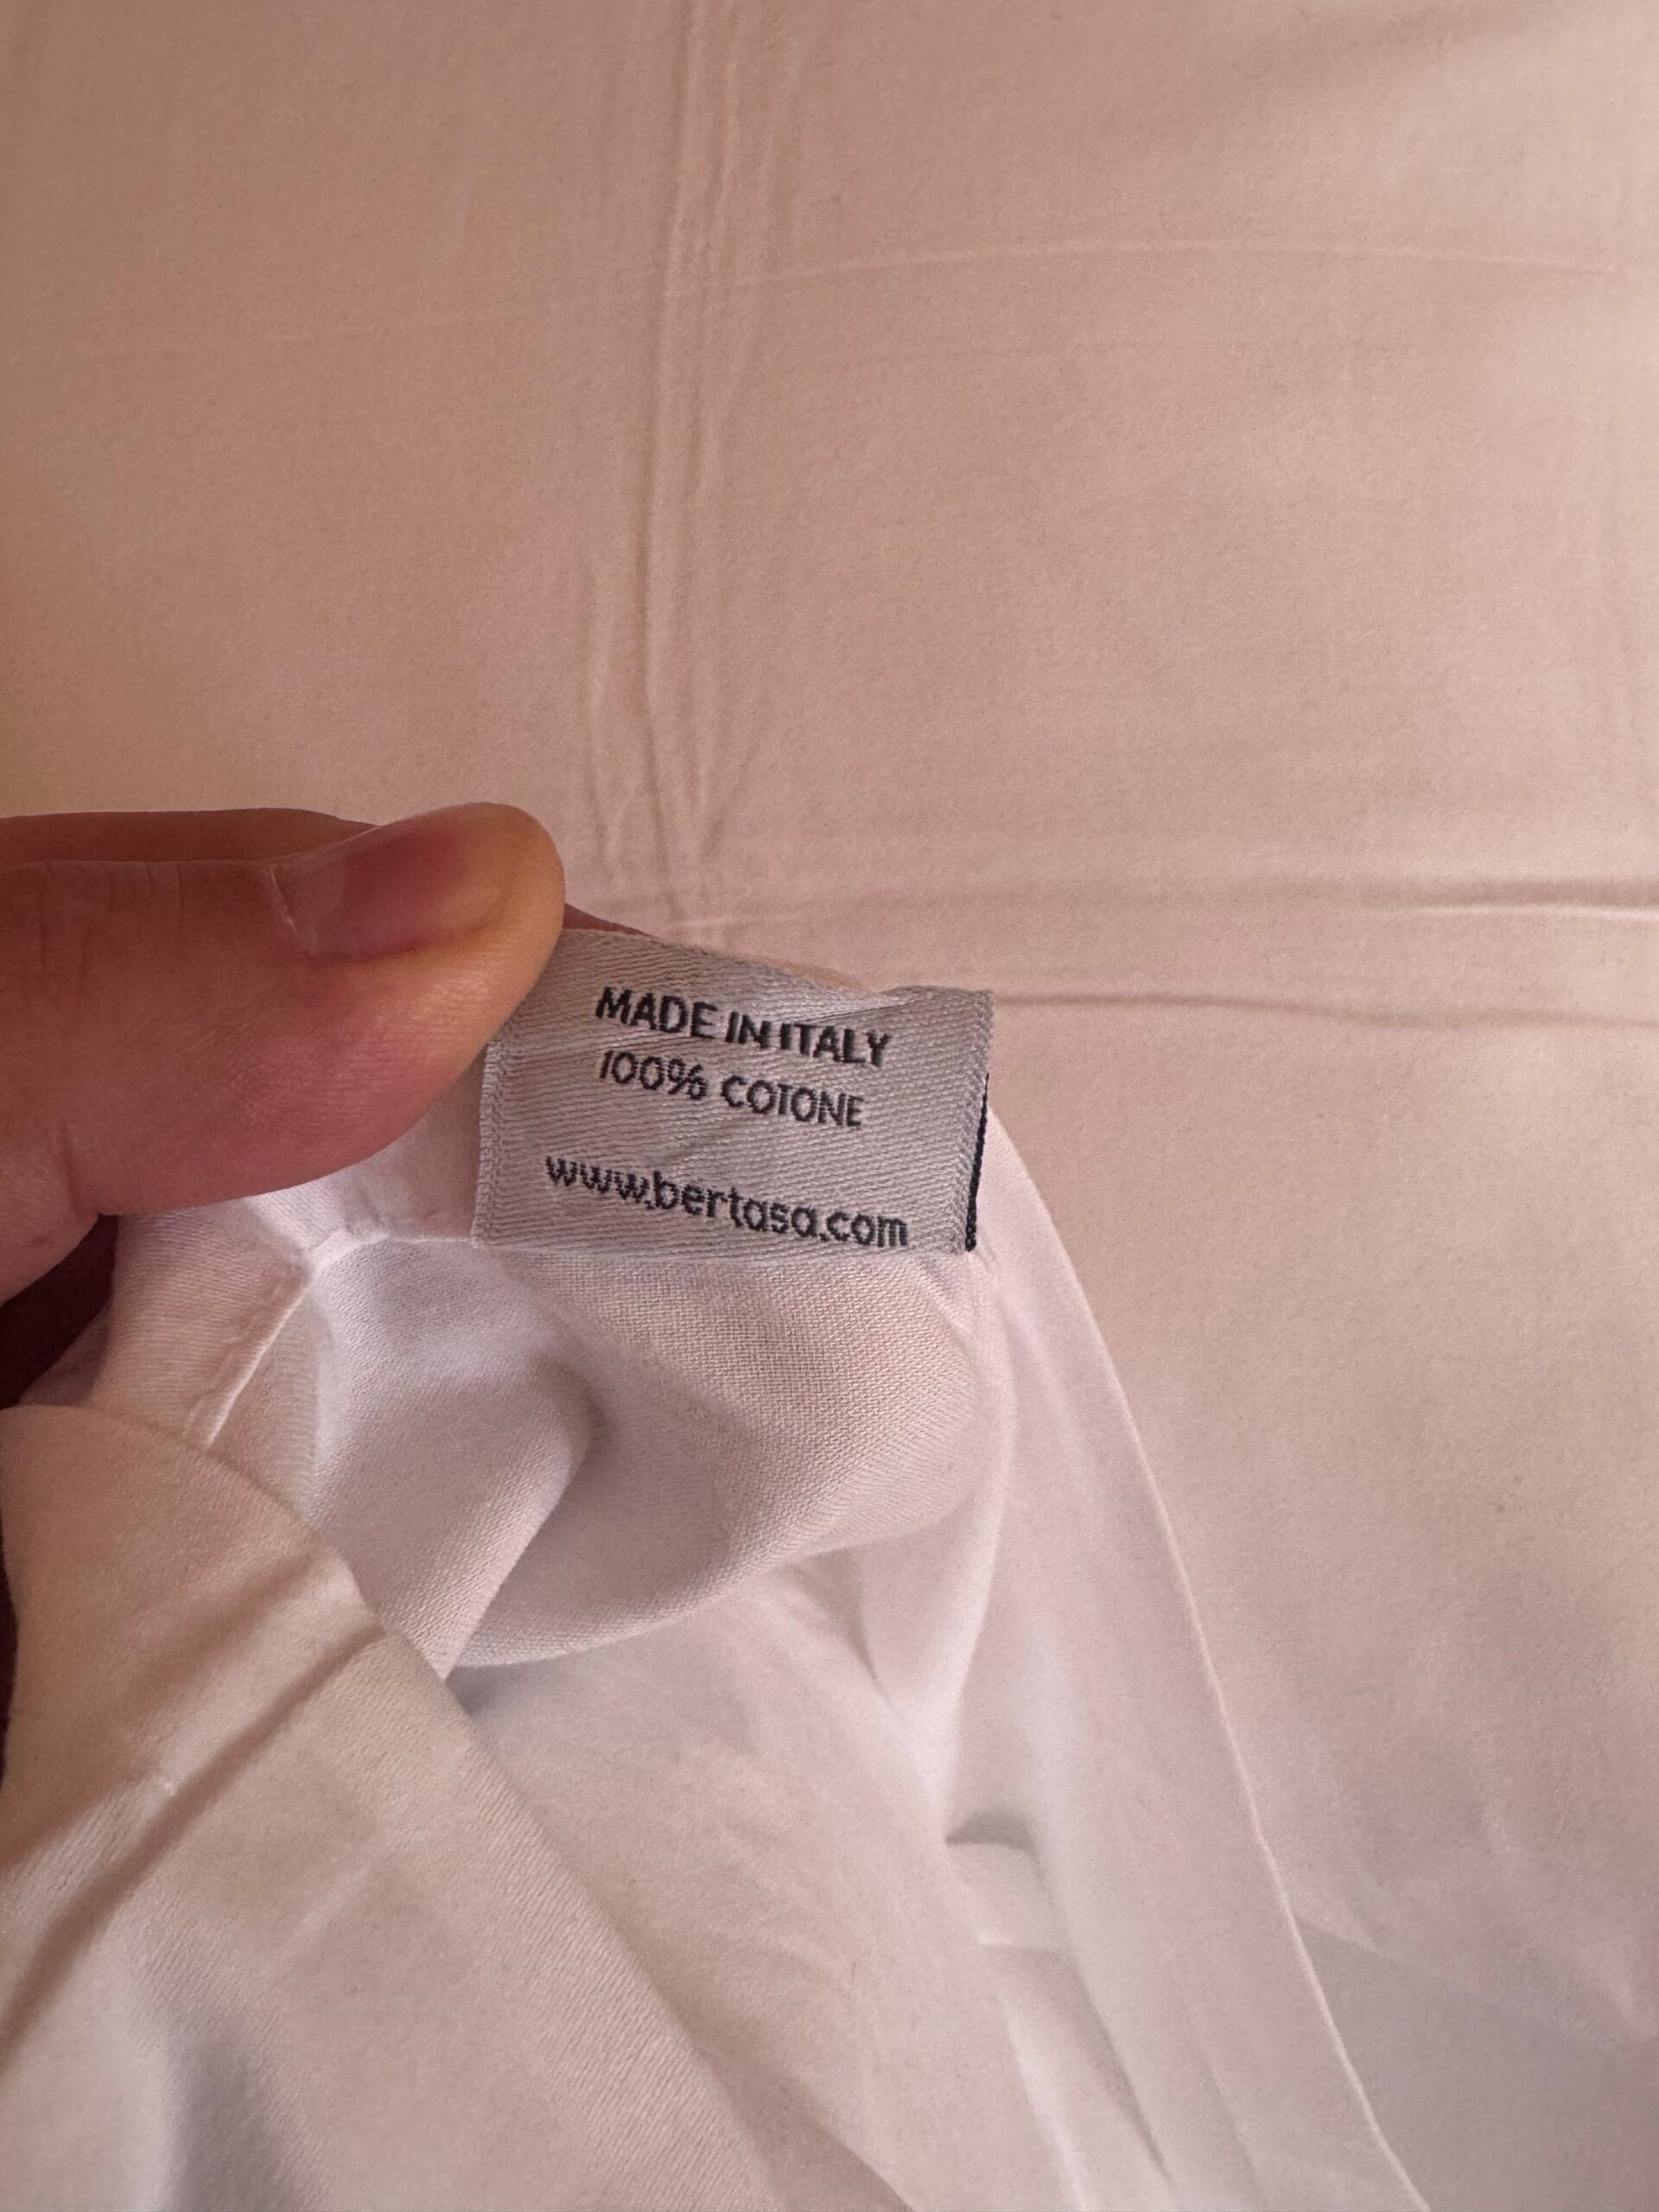 MADE IN ITALY
100% COTONE
www.bertasa.com